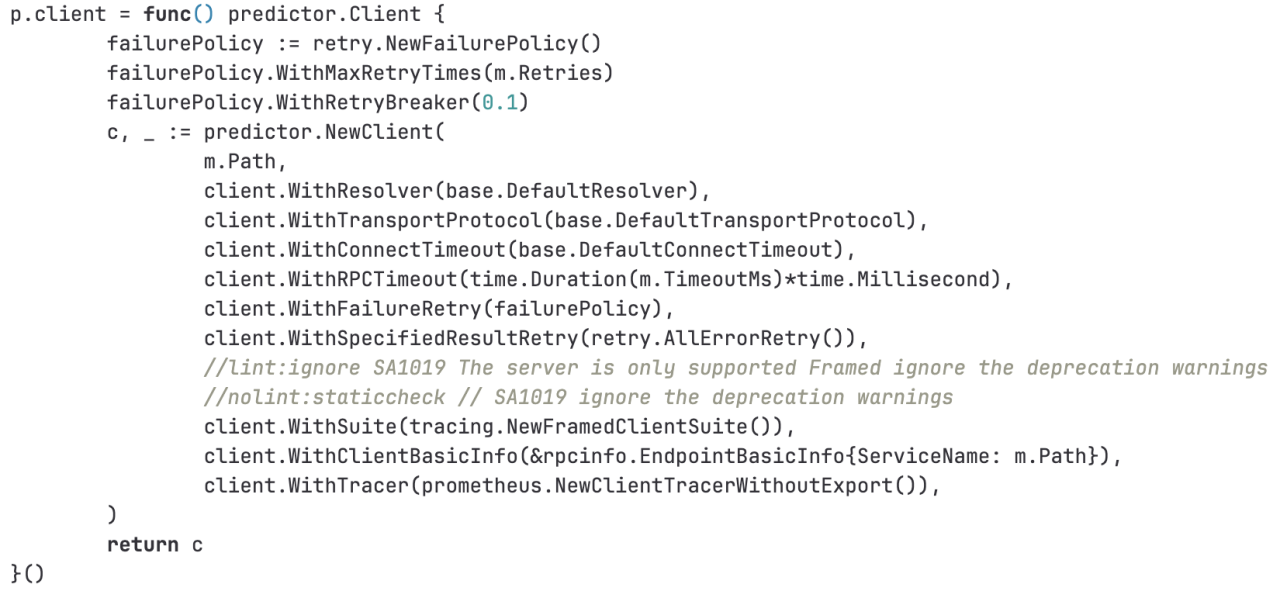 p.client = func() predictor.Client {
        failurePolicy := retry.NewFailurePolicy()
        failurePolicy.WithMaxRetryTimes(m.Retries)
        failurePolicy.WithRetryBreaker(0.1)
        c, _ := predictor.NewClient(
                m.Path,
                client.WithResolver(base.DefaultResolver),
                client.WithTransportProtocol(base.DefaultTransportProtocol),
                client.WithConnectTimeout(base.DefaultConnectTimeout),
                client.WithRPCTimeout(time.Duration(m.TimeoutMs)*time.Millisecond),
                client.WithFailureRetry(failurePolicy),
                client.WithSpecifiedResultRetry(retry.AllErrorRetry()),
                //lint:ignore SA1019 The server is only supported Framed ignore the deprecation warnings
                //nolint:staticcheck // SA1019 ignore the deprecation warnings
                client.WithSuite(tracing.NewFramedClientSuite()),
                client.WithClientBasicInfo(&rpcinfo.EndpointBasicInfo{ServiceName: m.Path}),
                client.WithTracer(prometheus.NewClientTracerWithoutExport()),
        )
        return c
}()